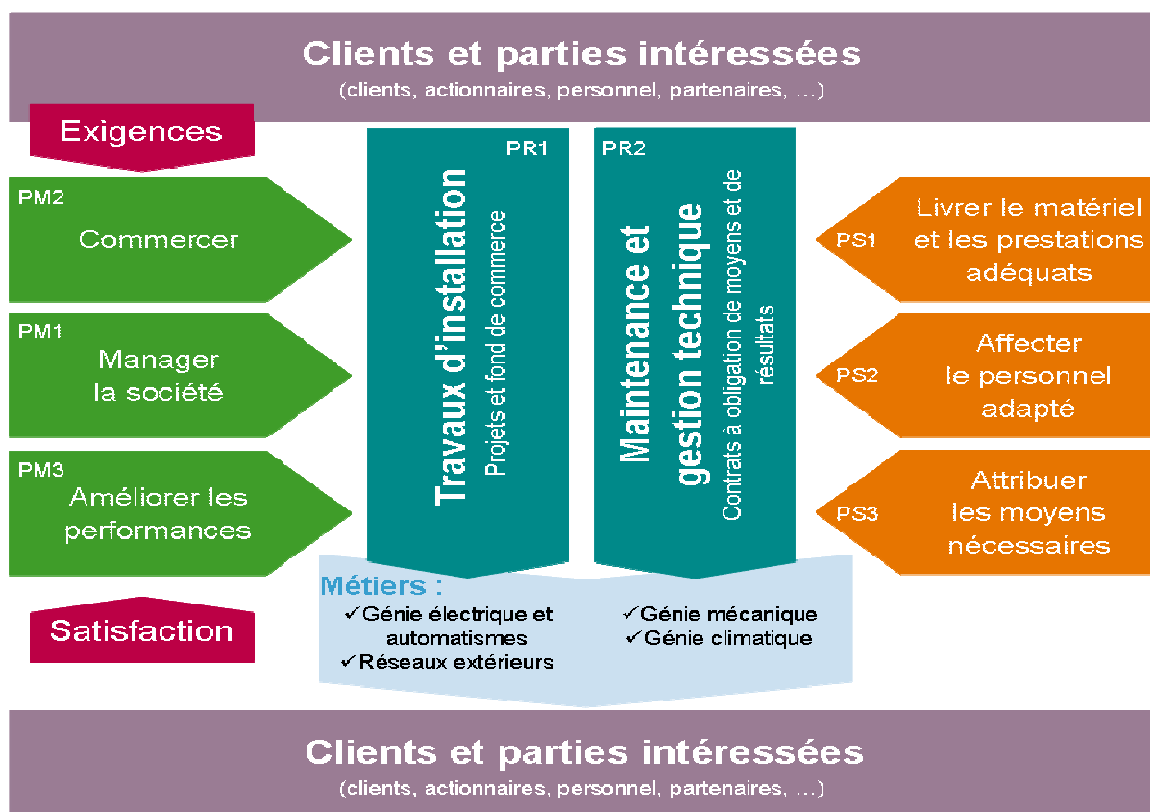 Clients et parties intéressées
(clients, actionnaires, personnel, partenaires, …)
Exigences
PM2
Commercer
PM1
Manager
la société
PM3
Améliorer les
performances
Satisfaction
PR1
Travaux d'installation
Projets et fond de commerce
PR2
Maintenance et
gestion technique
Contrats à obligation de moyens et de
résultats
PS1
Livrer le matériel
et les prestations
adéquats
PS2
Affecter
le personnel
adapté
PS3
Attribuer
les moyens
nécessaires
Métiers :
✓Génie électrique et
automatismes
✓Réseaux extérieurs
✓Génie mécanique
✓Génie climatique
Clients et parties intéressées
(clients, actionnaires, personnel, partenaires, …)